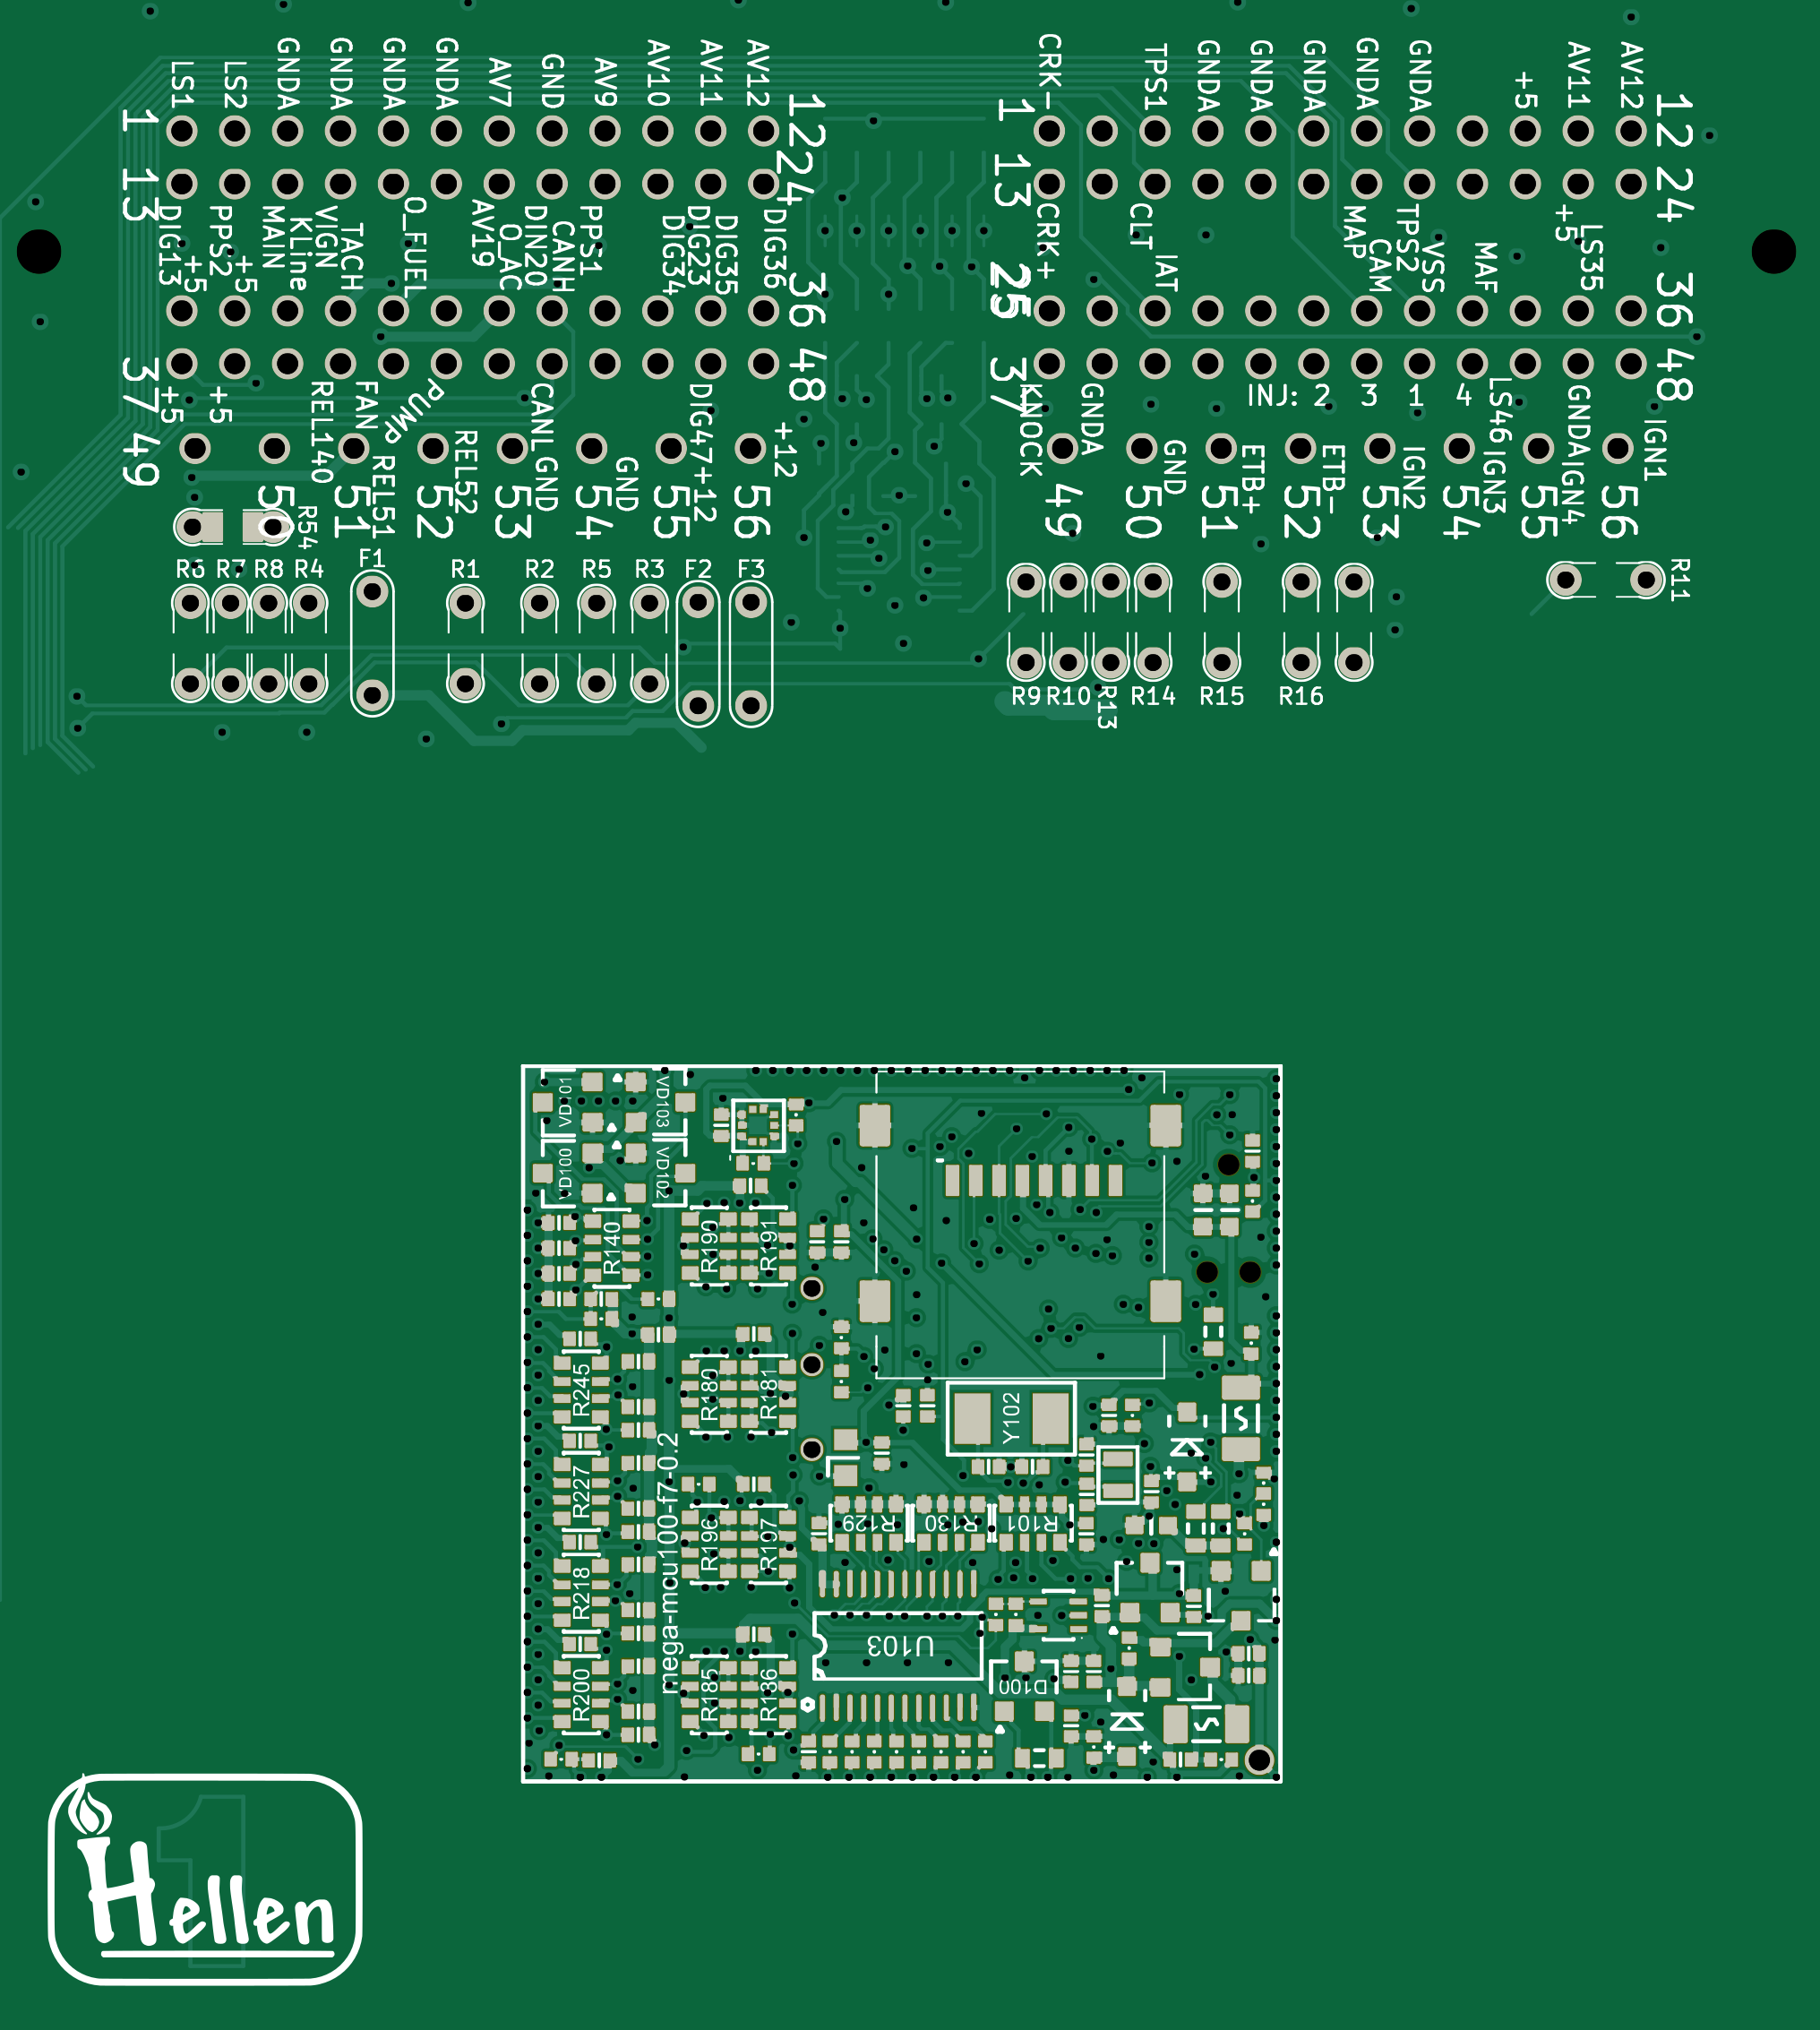 LS1 LS2 GNDA GNDA GNDA GNDA AV7 GND AV9 AV10 AV11 AV12
CRK- TPS1 GNDA GNDA GNDA GNDA GNDA +5 AV11 AV12
1 12 1 12
13 24 13 24
DIG13 +5 PPS2 +5 MAIN KLine VIGN TACH O_FUEL AV19 O_AC DIN20 CANH PPS1 DIG34 DIG23 DIG35 DIG36
CRK+ CLT IAT MAP CAM TPS2 VSS MAF +5 LS35
36 25 36
37 48 37 48
+5 +5 REL140 FAN REL51 PUMP REL52 CANL GND GND DIG47 +12 +12
KNOCK GNDA GND ETB+ INJ: 2 ETB- 3 IGN2 1 4 LS46 IGN3 GNDA IGN4 IGN1
49 50 51 52 53 54 55 56
49 50 51 52 53 54 55 56
R54
R6 R7 R8 R4 F1 R1 R2 R5 R3 F2 F3
R11
R9 R10 R13 R14 R15 R16
VD101 VD103
VD100 VD102
R140 R190 R191
R245 R180 R181
Y102
R227 R196 R197
R129 R130 R101
mega-mcu100-f7-0.2
R218
U103
R200 R185 R136
D100
1
Hellen